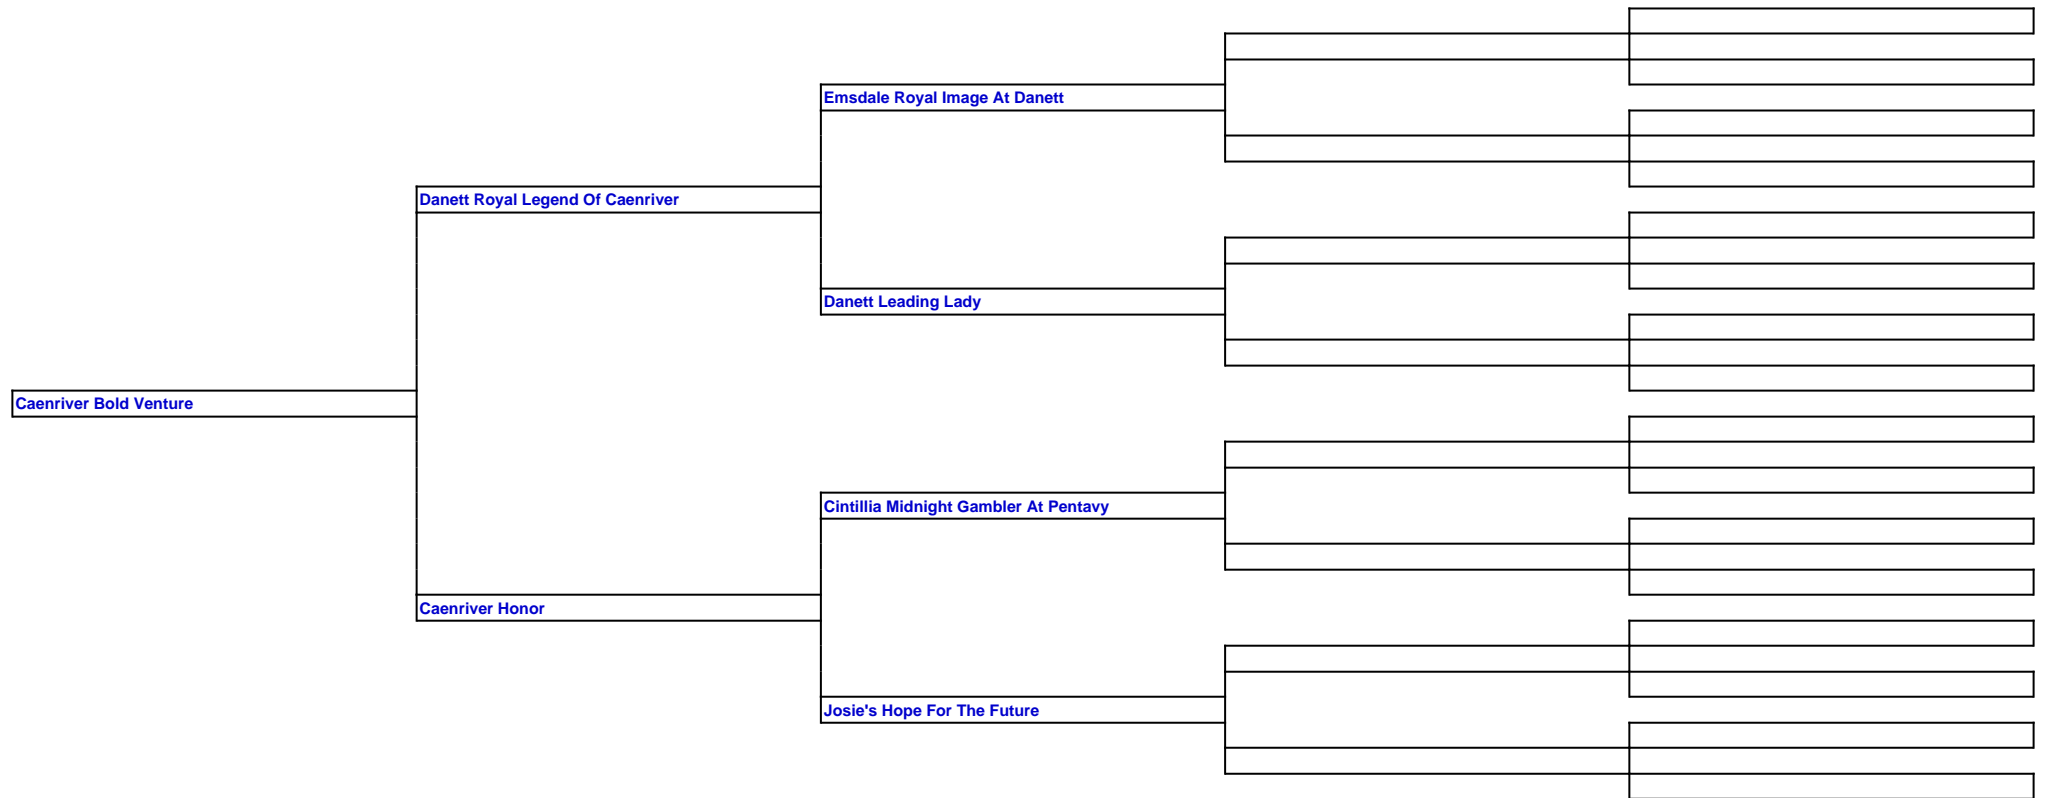 Emsdale Royal Image At Danett
Danett Royal Legend Of Caenriver
Danett Leading Lady
Caenriver Bold Venture
Cintillia Midnight Gambler At Pentavy
Caenriver Honor
Josie's Hope For The Future